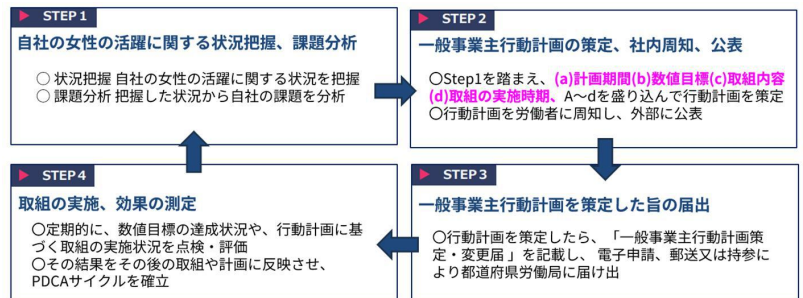 STEP 1
自社の女性の活躍に関する状況把握、課題分析
○ 状況把握 自社の女性の活躍に関する状況を把握
○ 課題分析 把握した状況から自社の課題を分析
STEP 2
一般事業主行動計画の策定、社内周知、公表
〇Step1を踏まえ、(a)計画期間(b)数値目標(c)取組内容
(d)取組の実施時期、A～dを盛り込んで行動計画を策定
〇行動計画を労働者に周知し、外部に公表
STEP 3
一般事業主行動計画を策定した旨の届出
〇行動計画を策定したら、「一般事業主行動計画策
定・変更届 」を記載し、 電子申請、郵送又は持参に
より都道府県労働局に届け出
STEP 4
取組の実施、効果の測定
〇定期的に、数値目標の達成状況や、行動計画に基
づく取組の実施状況を点検・評価
〇その結果をその後の取組や計画に反映させ、
PDCAサイクルを確立